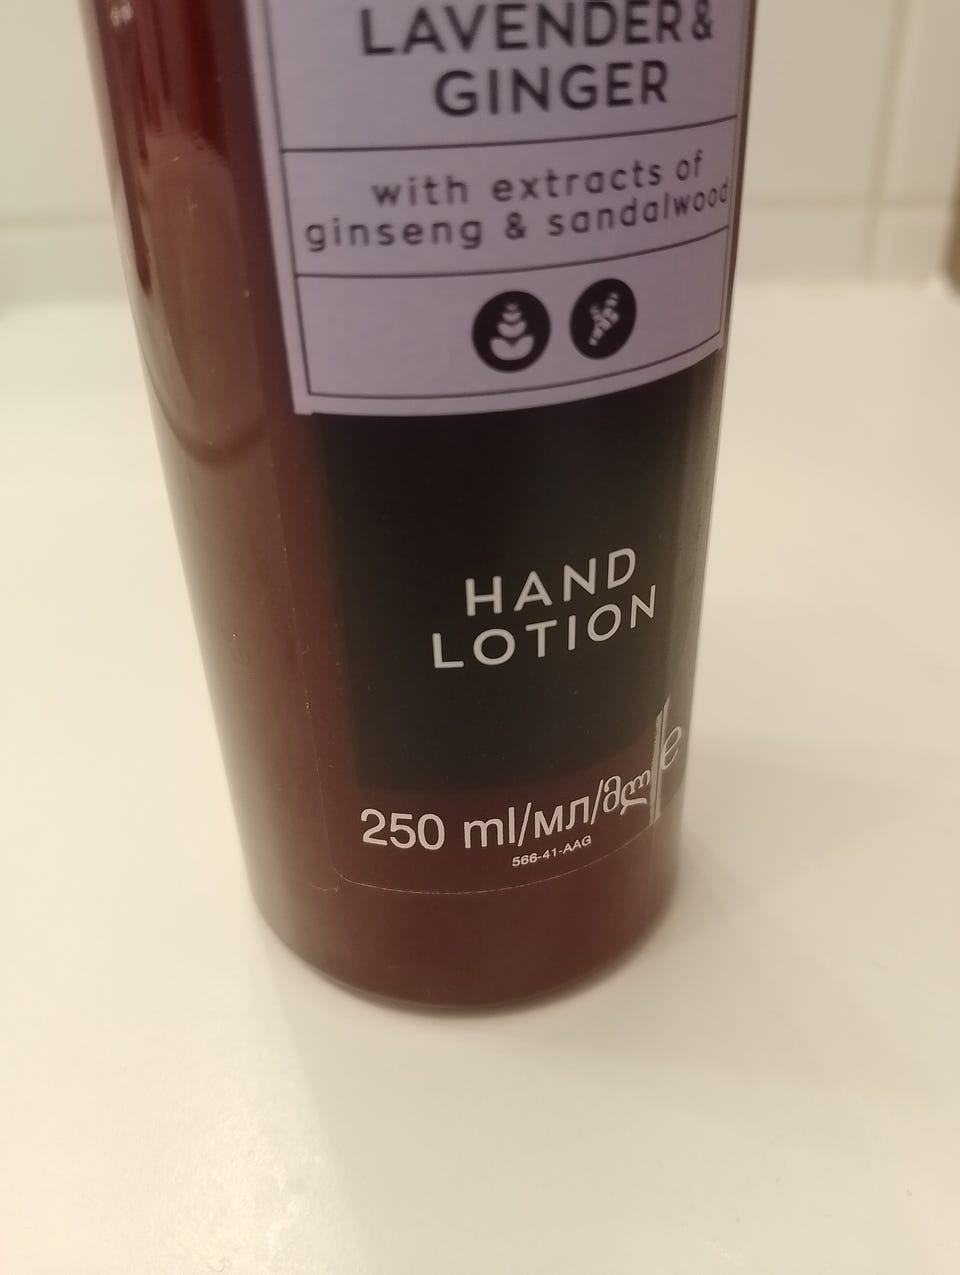 LAVENDER &
GINGER
with extracts of
ginseng & sandalwood
HAND
LOTION
250 ml/мл/მლ e
566-41-AAG